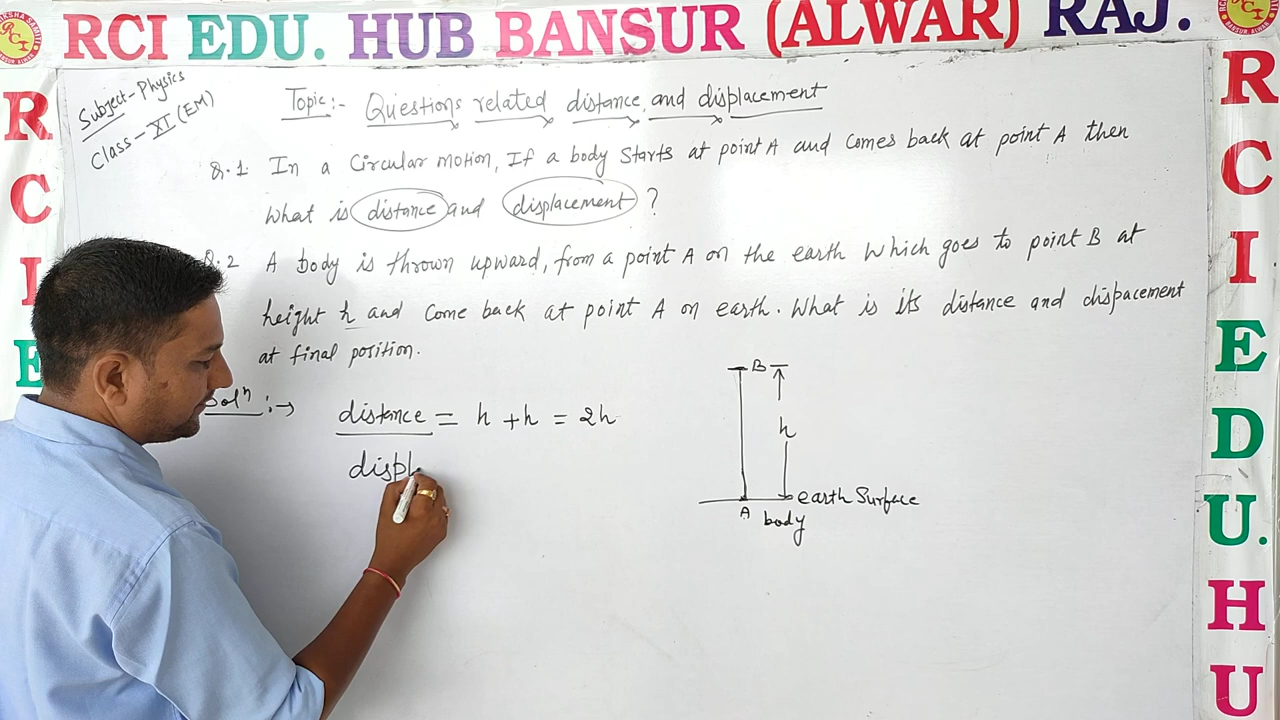 RCI EDU. HUB BANSUR (ALWAR) RAJ.
Subject-Physics
Class-XI (EM)
Topic:- Questions related distance and displacement
Q.1 In a Circular motion, If a body starts at point A and comes back at point A then
What is distance and displacement ?
Q.2 A body is thrown upward, from a point A on the earth which goes to point B at
height h and come back at point A on earth. What is its distance and dispacement
at final position.
Solⁿ :→ distance = h + h = 2h
displ
B
h
earth Surface
A body
R
C
I
E
R
C
I
E
D
U.
H
U